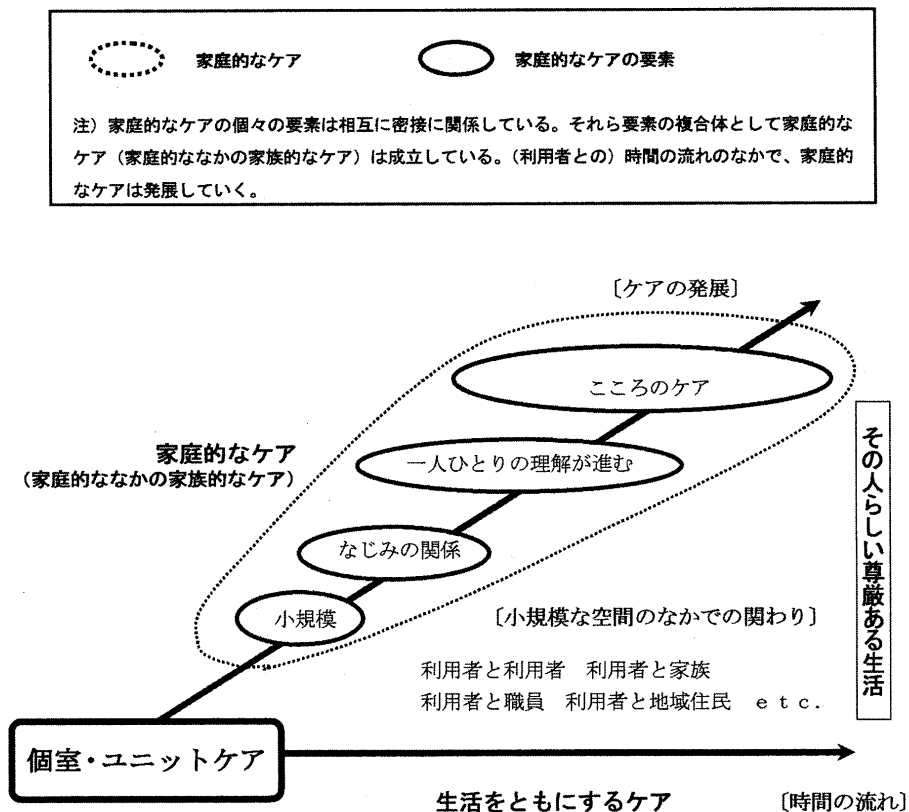 家庭的なケア
家庭的なケアの要素
注）家庭的なケアの個々の要素は相互に密接に関係している。それら要素の複合体として家庭的な
ケア（家庭的ななかの家族的なケア）は成立している。（利用者との）時間の流れのなかで、家庭的
なケアは発展していく。
〔ケアの発展〕
こころのケア
家庭的なケア
（家庭的ななかの家族的なケア）
一人ひとりの理解が進む
なじみの関係
小規模
〔小規模な空間のなかでの関わり〕
利用者と利用者　利用者と家族
利用者と職員　利用者と地域住民　ｅｔｃ．
その人らしい尊厳ある生活
個室・ユニットケア
生活をともにするケア
〔時間の流れ〕